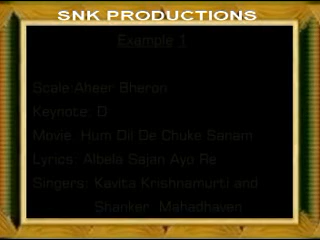 SNK PRODUCTIONS
Example 1
Scale Aheer Bheron
Keynote: D
Movie: Hum Dil De Chuke Sanam
Lyrics: Albela Sajan Ayo Re
Singers: Kavita Krishnamurti and
Shanker Mahadhaven